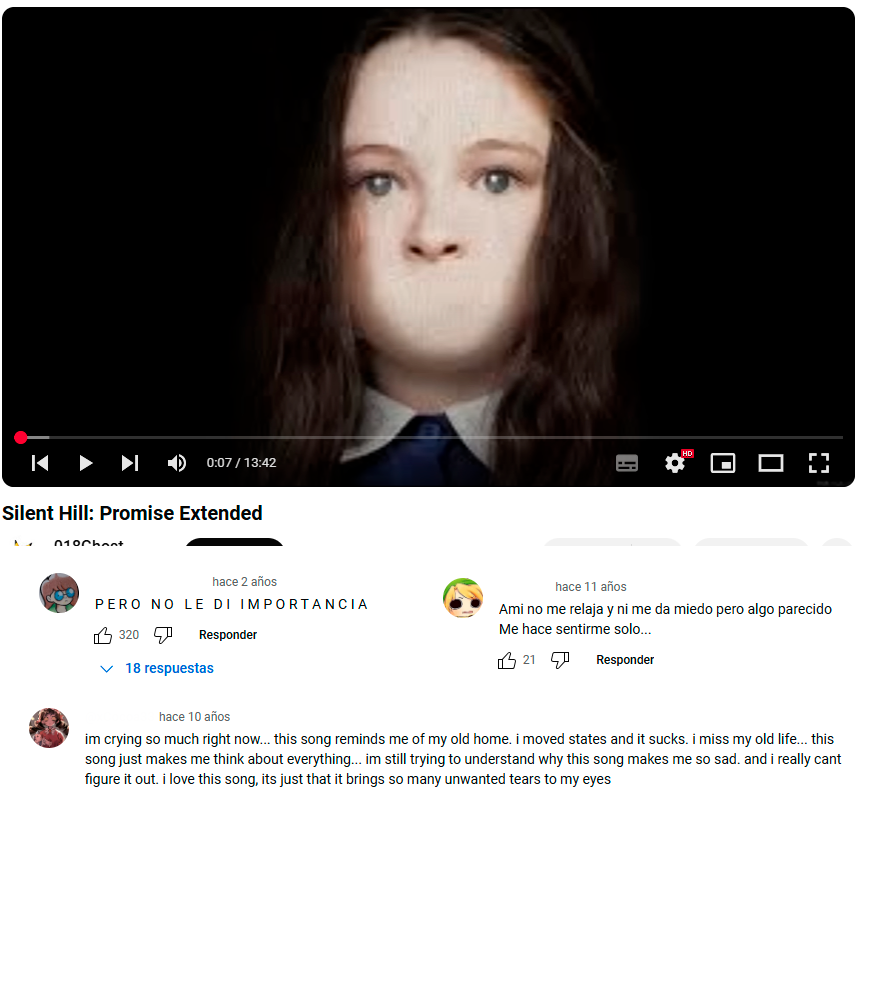 HD
0:07 / 13:42
Silent Hill: Promise Extended
018Ghost
hace 2 años
PERO NO LE DI IMPORTANCIA
320
Responder
18 respuestas
hace 11 años
Ami no me relaja y ni me da miedo pero algo parecido
Me hace sentirme solo...
21
Responder
hace 10 años
im crying so much right now... this song reminds me of my old home. i moved states and it sucks. i miss my old life... this
song just makes me think about everything... im still trying to understand why this song makes me so sad. and i really cant
figure it out. i love this song, its just that it brings so many unwanted tears to my eyes